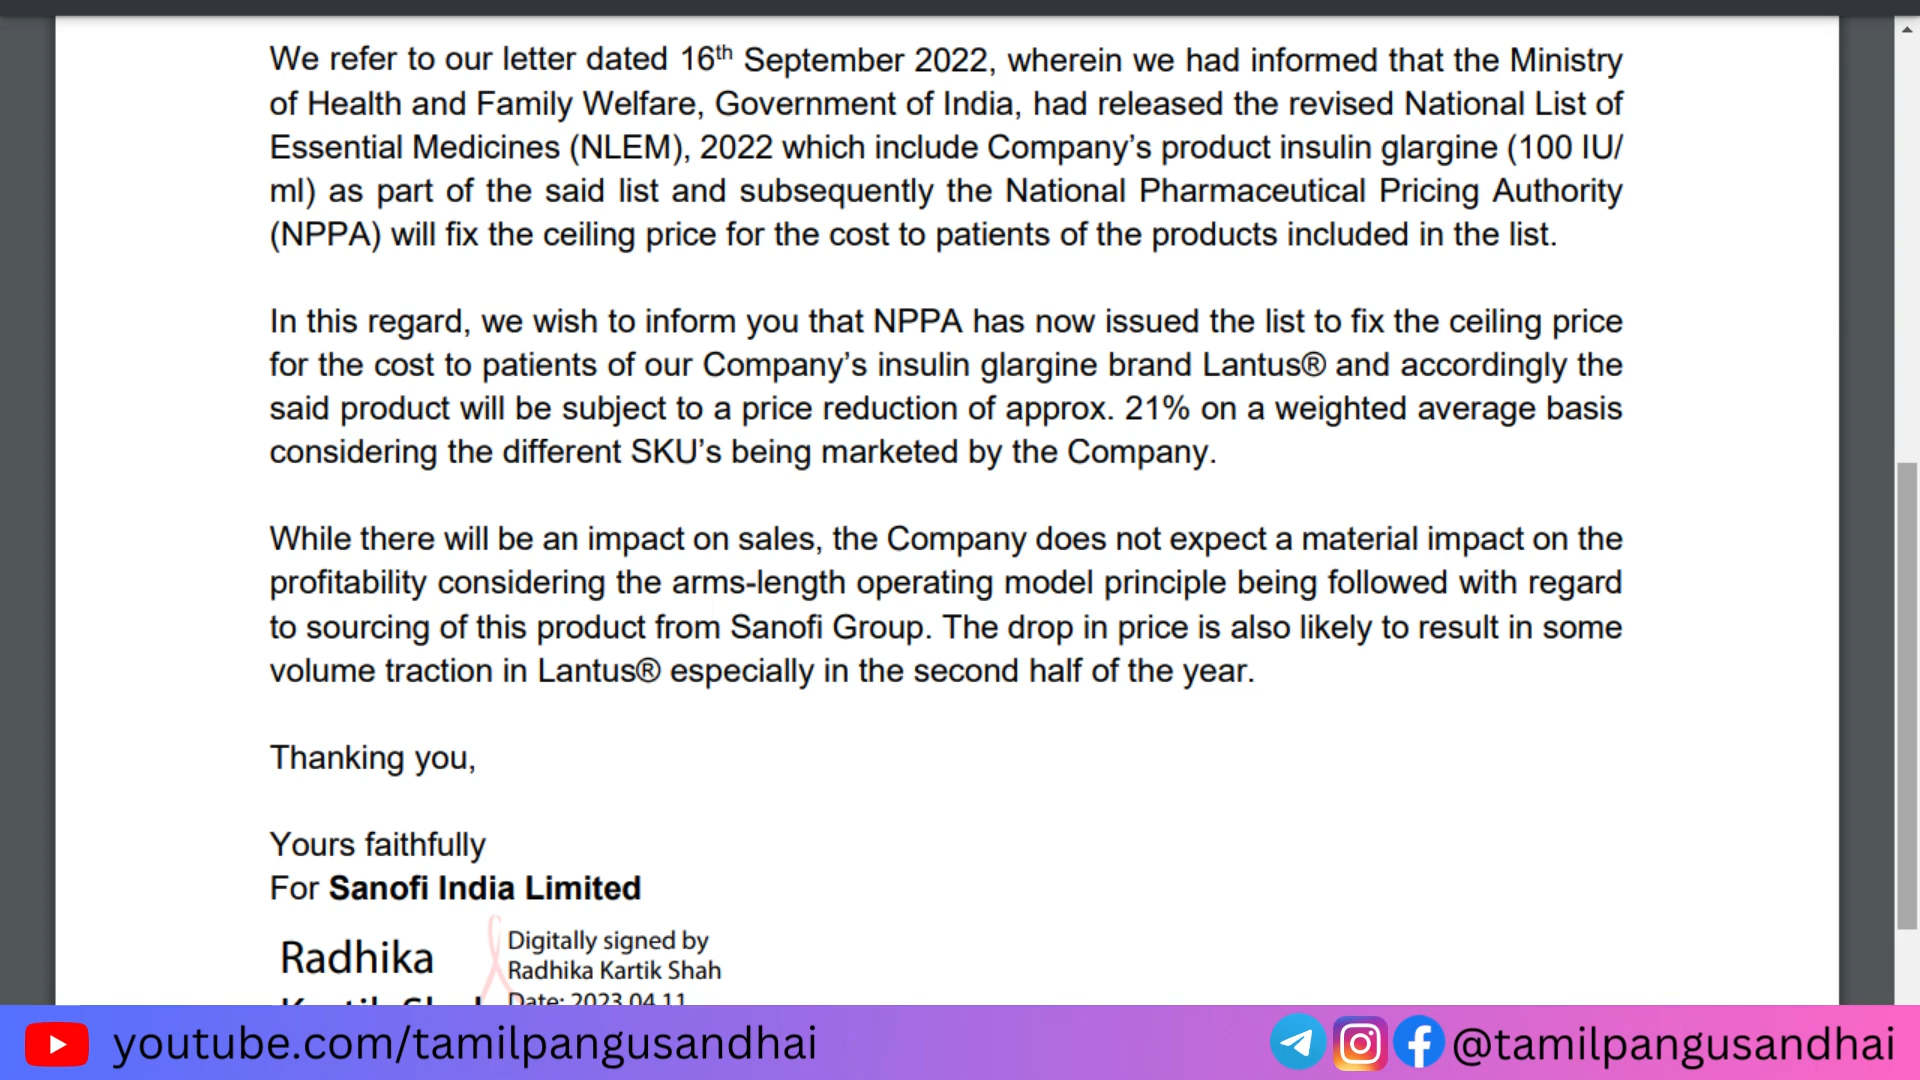 We refer to our letter dated 16th September 2022, wherein we had informed that the Ministry
of Health and Family Welfare, Government of India, had released the revised National List of
Essential Medicines (NLEM), 2022 which include Company’s product insulin glargine (100 IU/
ml) as part of the said list and subsequently the National Pharmaceutical Pricing Authority
(NPPA) will fix the ceiling price for the cost to patients of the products included in the list.
In this regard, we wish to inform you that NPPA has now issued the list to fix the ceiling price
for the cost to patients of our Company’s insulin glargine brand Lantus® and accordingly the
said product will be subject to a price reduction of approx. 21% on a weighted average basis
considering the different SKU’s being marketed by the Company.
While there will be an impact on sales, the Company does not expect a material impact on the
profitability considering the arms-length operating model principle being followed with regard
to sourcing of this product from Sanofi Group. The drop in price is also likely to result in some
volume traction in Lantus® especially in the second half of the year.
Thanking you,
Yours faithfully
For Sanofi India Limited
Radhika
Digitally signed by
Radhika Kartik Shah
Kartik Shah
Date: 2023.04.11
youtube.com/tamilpangusandhai
@tamilpangusandhai